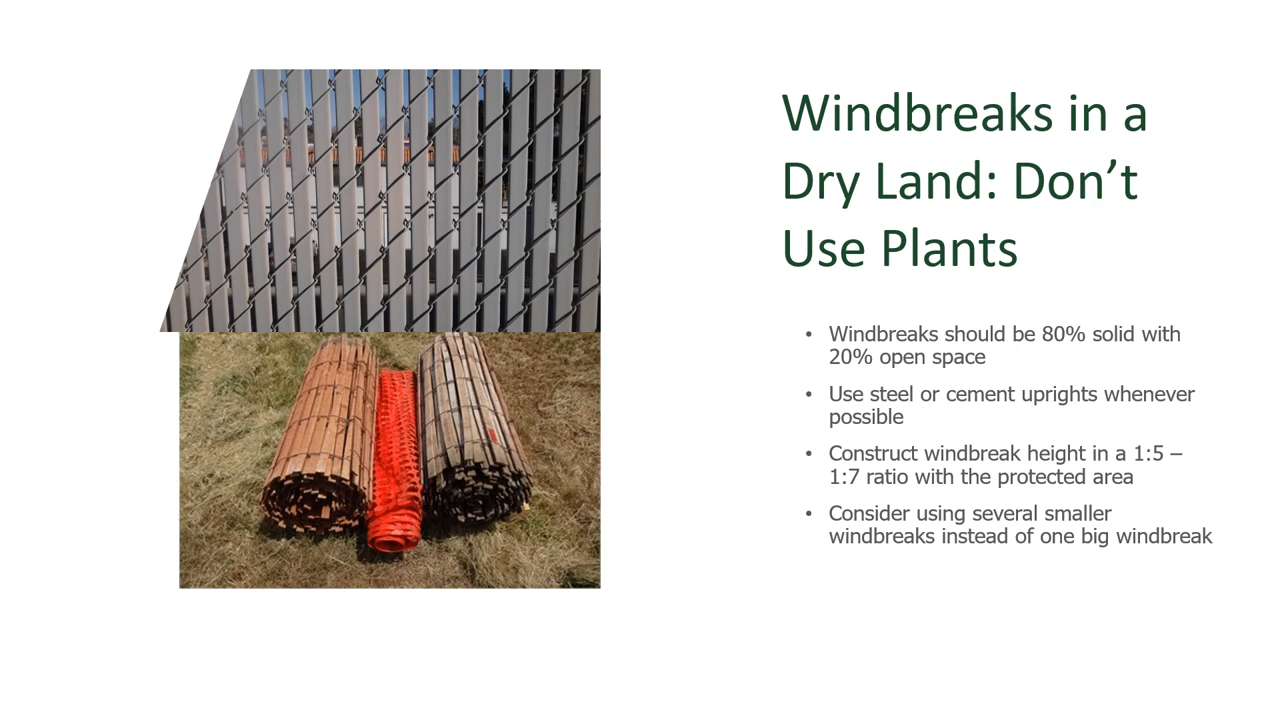 Windbreaks in a
Dry Land: Don’t
Use Plants
• Windbreaks should be 80% solid with
20% open space
• Use steel or cement uprights whenever
possible
• Construct windbreak height in a 1:5 –
1:7 ratio with the protected area
• Consider using several smaller
windbreaks instead of one big windbreak